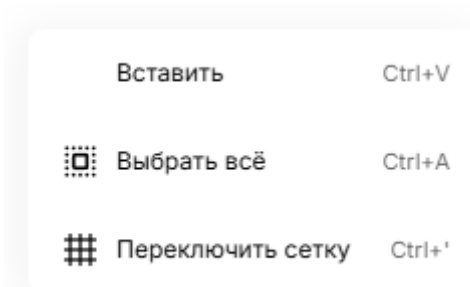 Вставить Ctrl+V
Выбрать всё Ctrl+A
Переключить сетку Ctrl+'